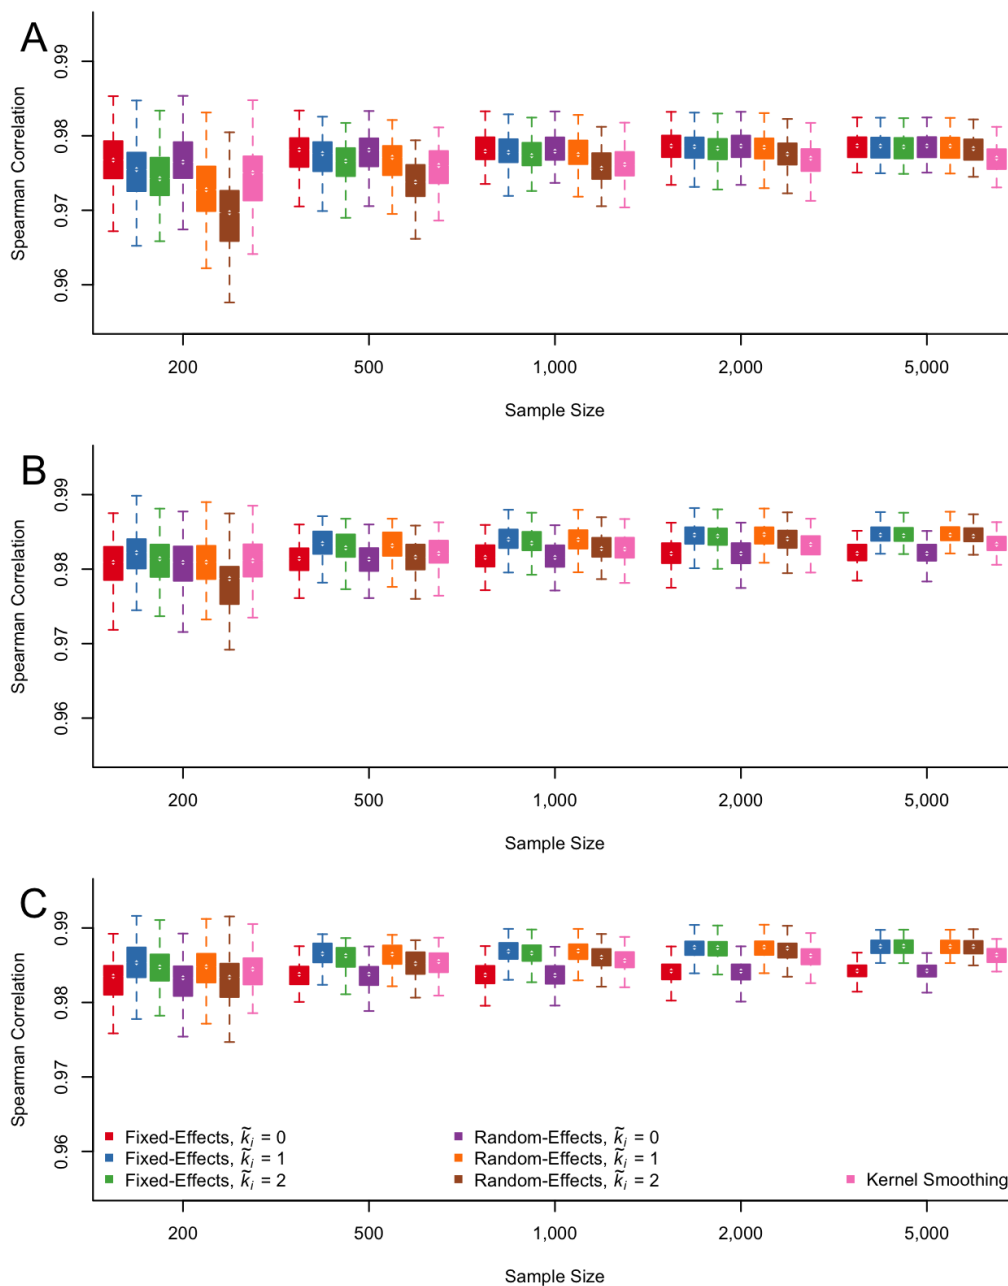 A
0.99
0.98
0.97
0.96
Spearman Correlation
200 500 1,000 2,000 5,000
Sample Size
B
0.99
0.98
0.97
0.96
Spearman Correlation
200 500 1,000 2,000 5,000
Sample Size
C
0.99
0.98
0.97
0.96
Spearman Correlation
Fixed-Effects, k̃ᵢ = 0
Fixed-Effects, k̃ᵢ = 1
Fixed-Effects, k̃ᵢ = 2
Random-Effects, k̃ᵢ = 0
Random-Effects, k̃ᵢ = 1
Random-Effects, k̃ᵢ = 2
Kernel Smoothing
200 500 1,000 2,000 5,000
Sample Size